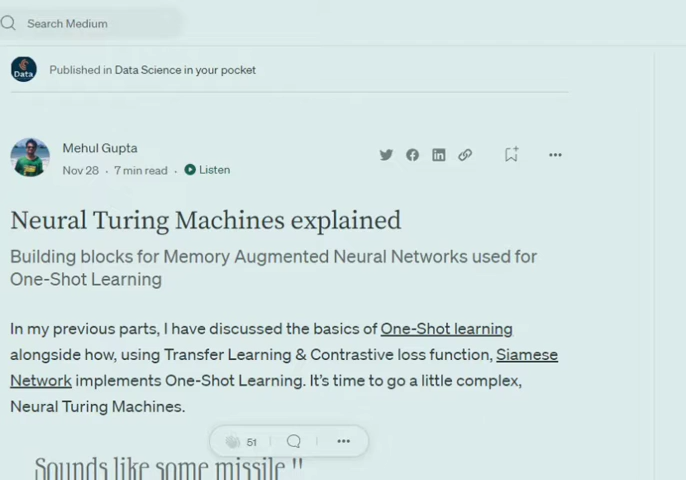 Search Medium
Data
Published in Data Science in your pocket
Mehul Gupta
Nov 28 · 7 min read · Listen
Neural Turing Machines explained
Building blocks for Memory Augmented Neural Networks used for
One-Shot Learning
In my previous parts, I have discussed the basics of One-Shot learning
alongside how, using Transfer Learning & Contrastive loss function, Siamese
Network implements One-Shot Learning. It’s time to go a little complex,
Neural Turing Machines.
51
Sounds like some missile !!